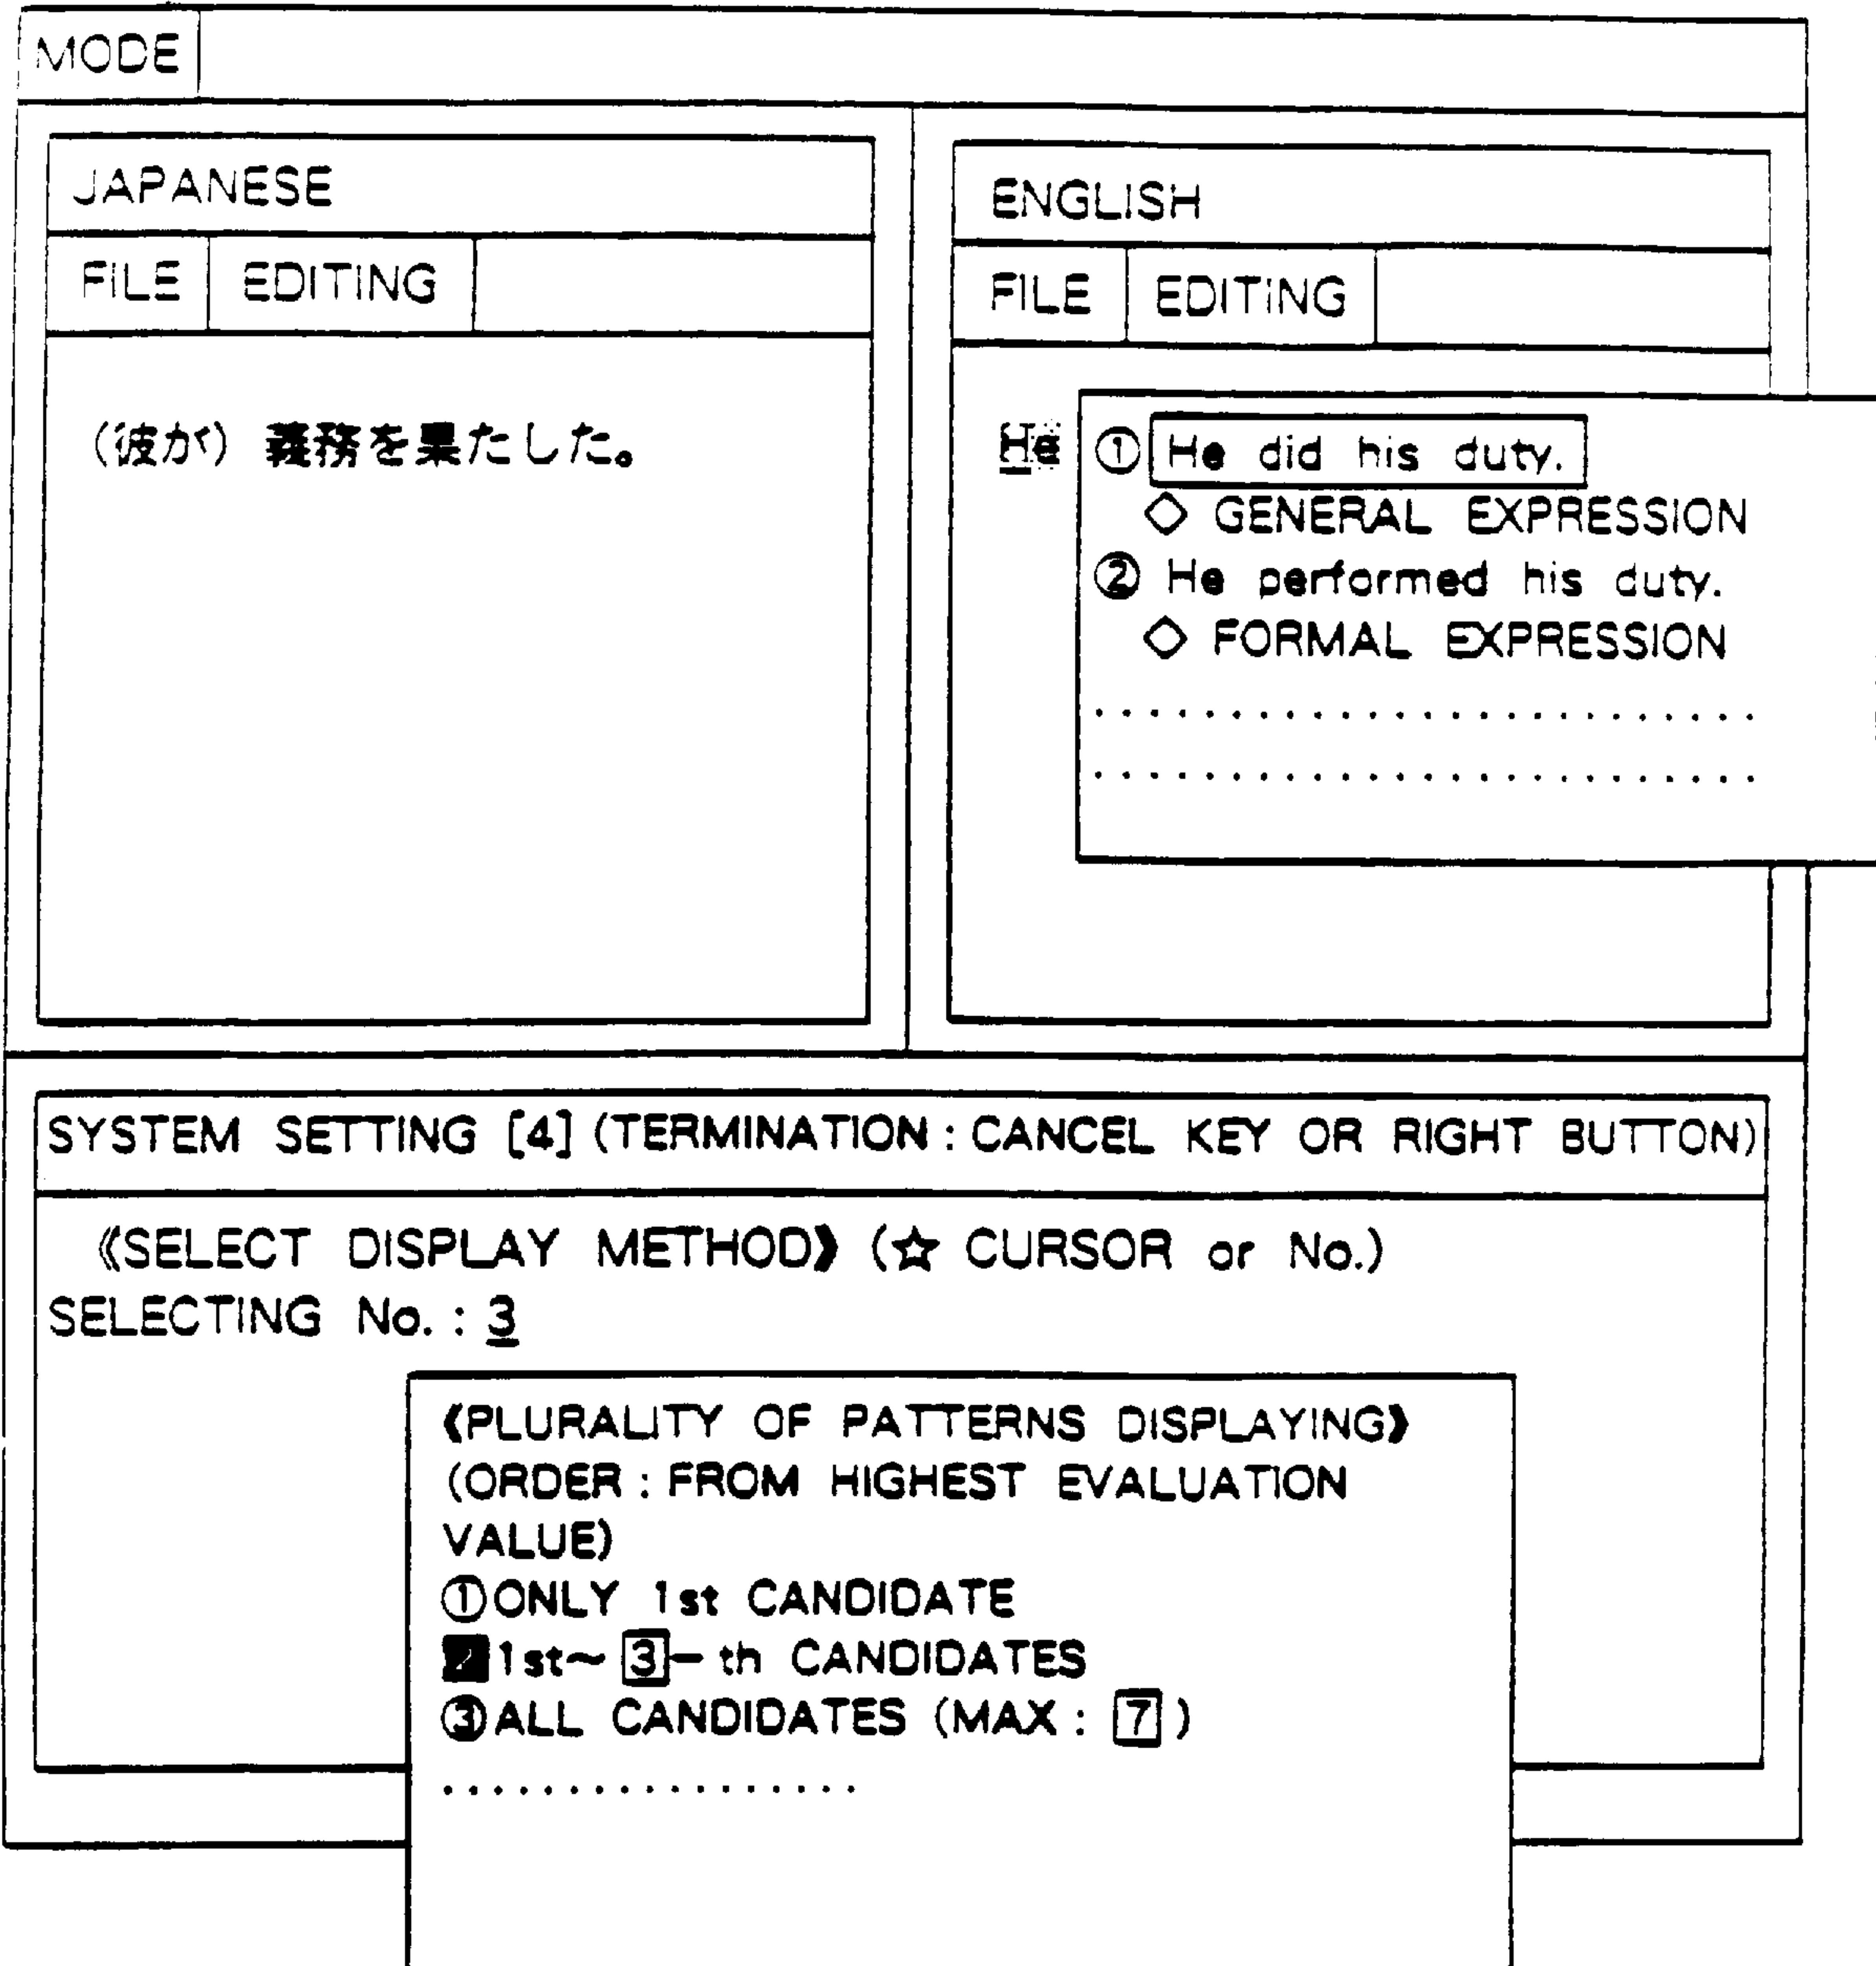 MODE
JAPANESE
FILE EDITING
(彼が) 義務を果たした。
ENGLISH
FILE EDITING
He
① He did his duty.
◇ GENERAL EXPRESSION
② He performed his duty.
◇ FORMAL EXPRESSION
..........................
..........................
SYSTEM SETTING [4] (TERMINATION : CANCEL KEY OR RIGHT BUTTON)
《SELECT DISPLAY METHOD》 (☆ CURSOR or No.)
SELECTING No. : 3
《PLURALITY OF PATTERNS DISPLAYING》
(ORDER : FROM HIGHEST EVALUATION
VALUE)
①ONLY 1st CANDIDATE
2 1st~ 3-th CANDIDATES
③ALL CANDIDATES (MAX : 7)
.................